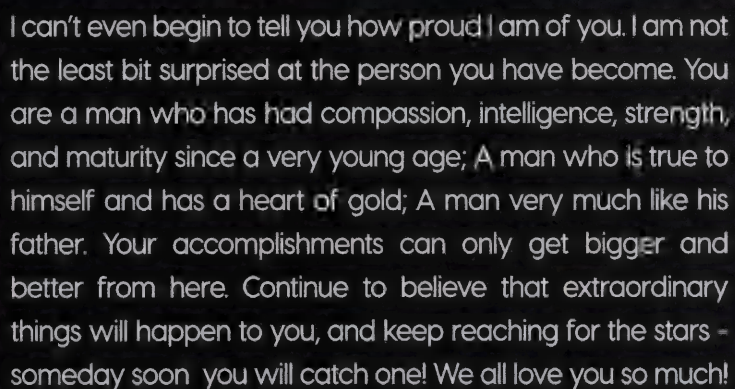 I can't even begin to tell you how proud I am of you. I am not
the least bit surprised at the person you have become. You
are a man who has had compassion, intelligence, strength,
and maturity since a very young age; A man who is true to
himself and has a heart of gold; A man very much like his
father. Your accomplishments can only get bigger and
better from here. Continue to believe that extraordinary
things will happen to you, and keep reaching for the stars -
someday soon you will catch one! We all love you so much!